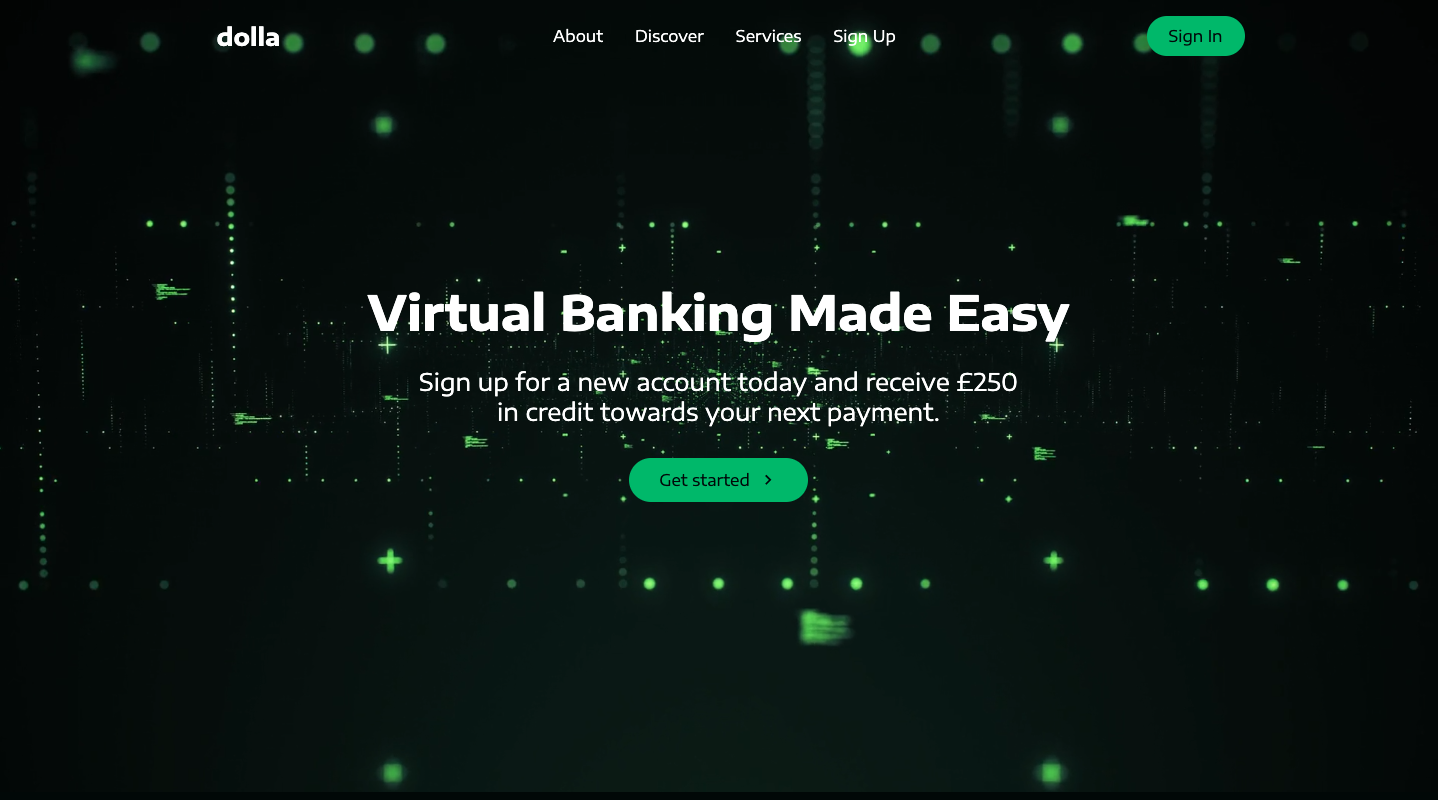 dolla
About
Discover
Services
Sign Up
Sign In
Virtual Banking Made Easy
Sign up for a new account today and receive £250
in credit towards your next payment.
Get started